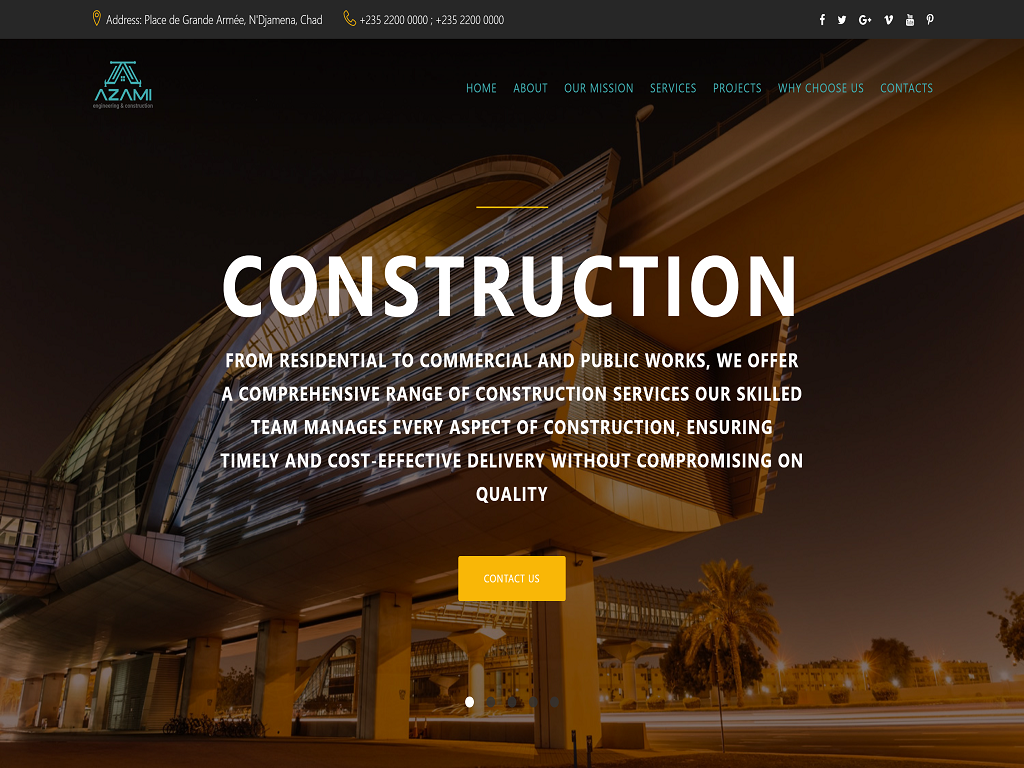 Address: Place de Grande Armée, N'Djamena, Chad
+235 2200 0000 ; +235 2200 0000
AZAMI
engineering & construction
HOME ABOUT OUR MISSION SERVICES PROJECTS WHY CHOOSE US CONTACTS
CONSTRUCTION
FROM RESIDENTIAL TO COMMERCIAL AND PUBLIC WORKS, WE OFFER
A COMPREHENSIVE RANGE OF CONSTRUCTION SERVICES OUR SKILLED
TEAM MANAGES EVERY ASPECT OF CONSTRUCTION, ENSURING
TIMELY AND COST-EFFECTIVE DELIVERY WITHOUT COMPROMISING ON
QUALITY
CONTACT US